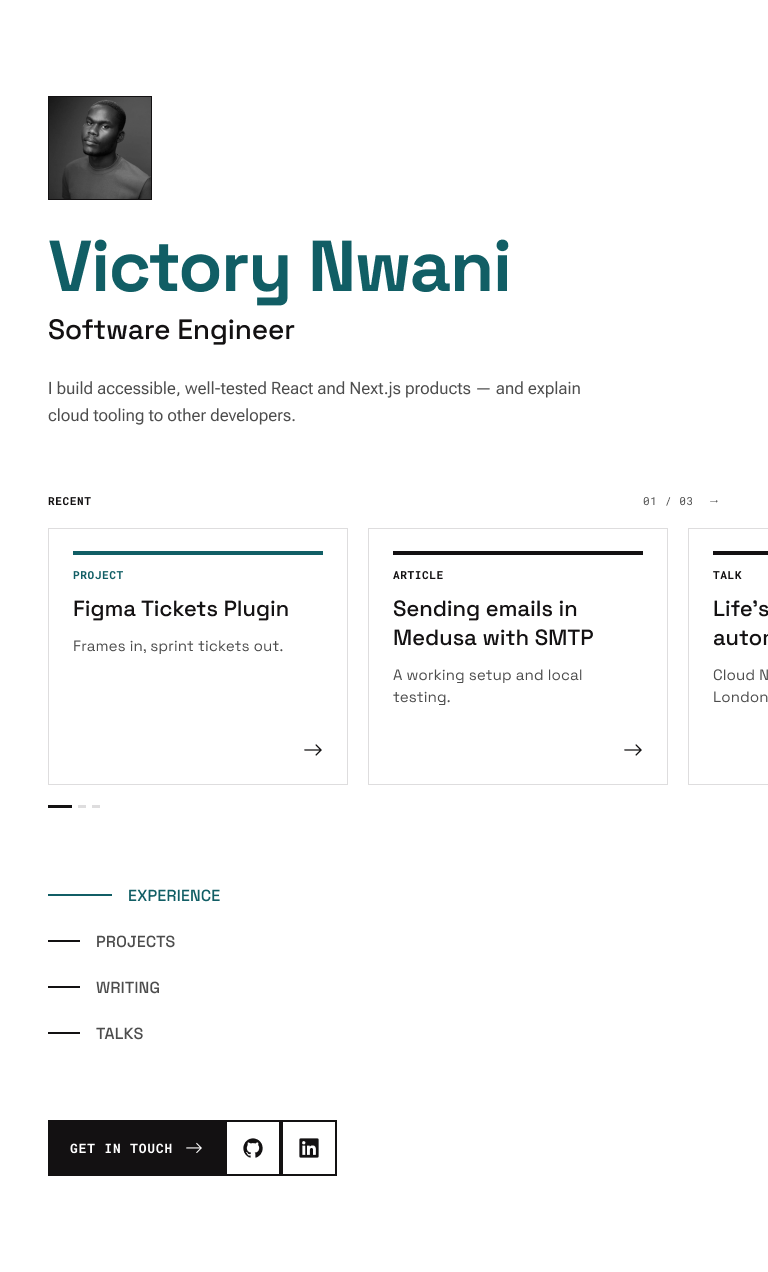 Victory Nwani
Software Engineer
I build accessible, well-tested React and Next.js products — and explain
cloud tooling to other developers.
RECENT
01 / 03 →
PROJECT
Figma Tickets Plugin
Frames in, sprint tickets out.
ARTICLE
Sending emails in
Medusa with SMTP
A working setup and local
testing.
TALK
Life's
Cloud
London
EXPERIENCE
PROJECTS
WRITING
TALKS
GET IN TOUCH
in